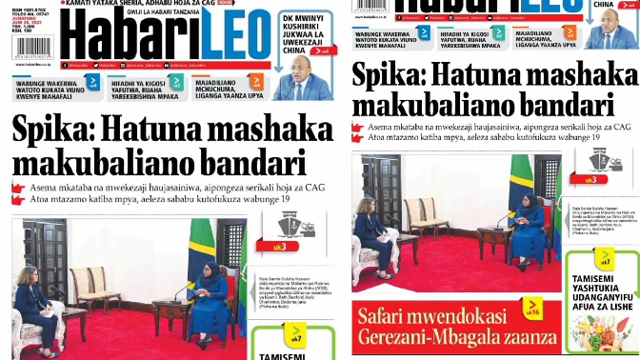 KAMATI YATAKA SHERIA, ADHABU HOJA ZA CAG
GWIJI LA HABARI TANZANIA
HabariLEO
DK MWINYI
KUSHIRIKI
JUKWAA LA
UWEKEZAJI
CHINA
WABUNGE WAKERWA
WATOTO KUKATA VIUNO
KWENYE MAHAFALI
HIFADHI YA KIGOSI
YAFUTWA, RUAHA
YAREKEBISHWA MPAKA
MAJADILIANO
MCHUCHUMA,
LIGANGA YAANZA UPYA
Spika: Hatuna mashaka
makubaliano bandari
Asema mkataba na mwekezaji haujasainiwa, aipongeza serikali hoja za CAG
Atoa mtazamo katiba mpya, aeleza sababu kutofukuza wabunge 19
uk3
uk7
TAMISEMI
HabariLEO
UWEKEZAJI
CHINA
WABUNGE WAKERWA
WATOTO KUKATA VIUNO
KWENYE MAHAFALI
HIFADHI YA KIGOSI
YAFUTWA, RUAHA
YAREKEBISHWA MPAKA
MAJADILIANO
MCHUCHUMA,
LIGANGA YAANZA UPYA
Spika: Hatuna mashaka
makubaliano bandari
Asema mkataba na mwekezaji haujasainiwa, aipongeza serikali hoja za CAG
Atoa mtazamo katiba mpya, aeleza sababu kutofukuza wabunge 19
uk3
uk7
TAMISEMI
YASHTUKIA
UDANGANYIFU
AFUA ZA LISHE
uk16
Safari mwendokasi
Gerezani-Mbagala zaanza